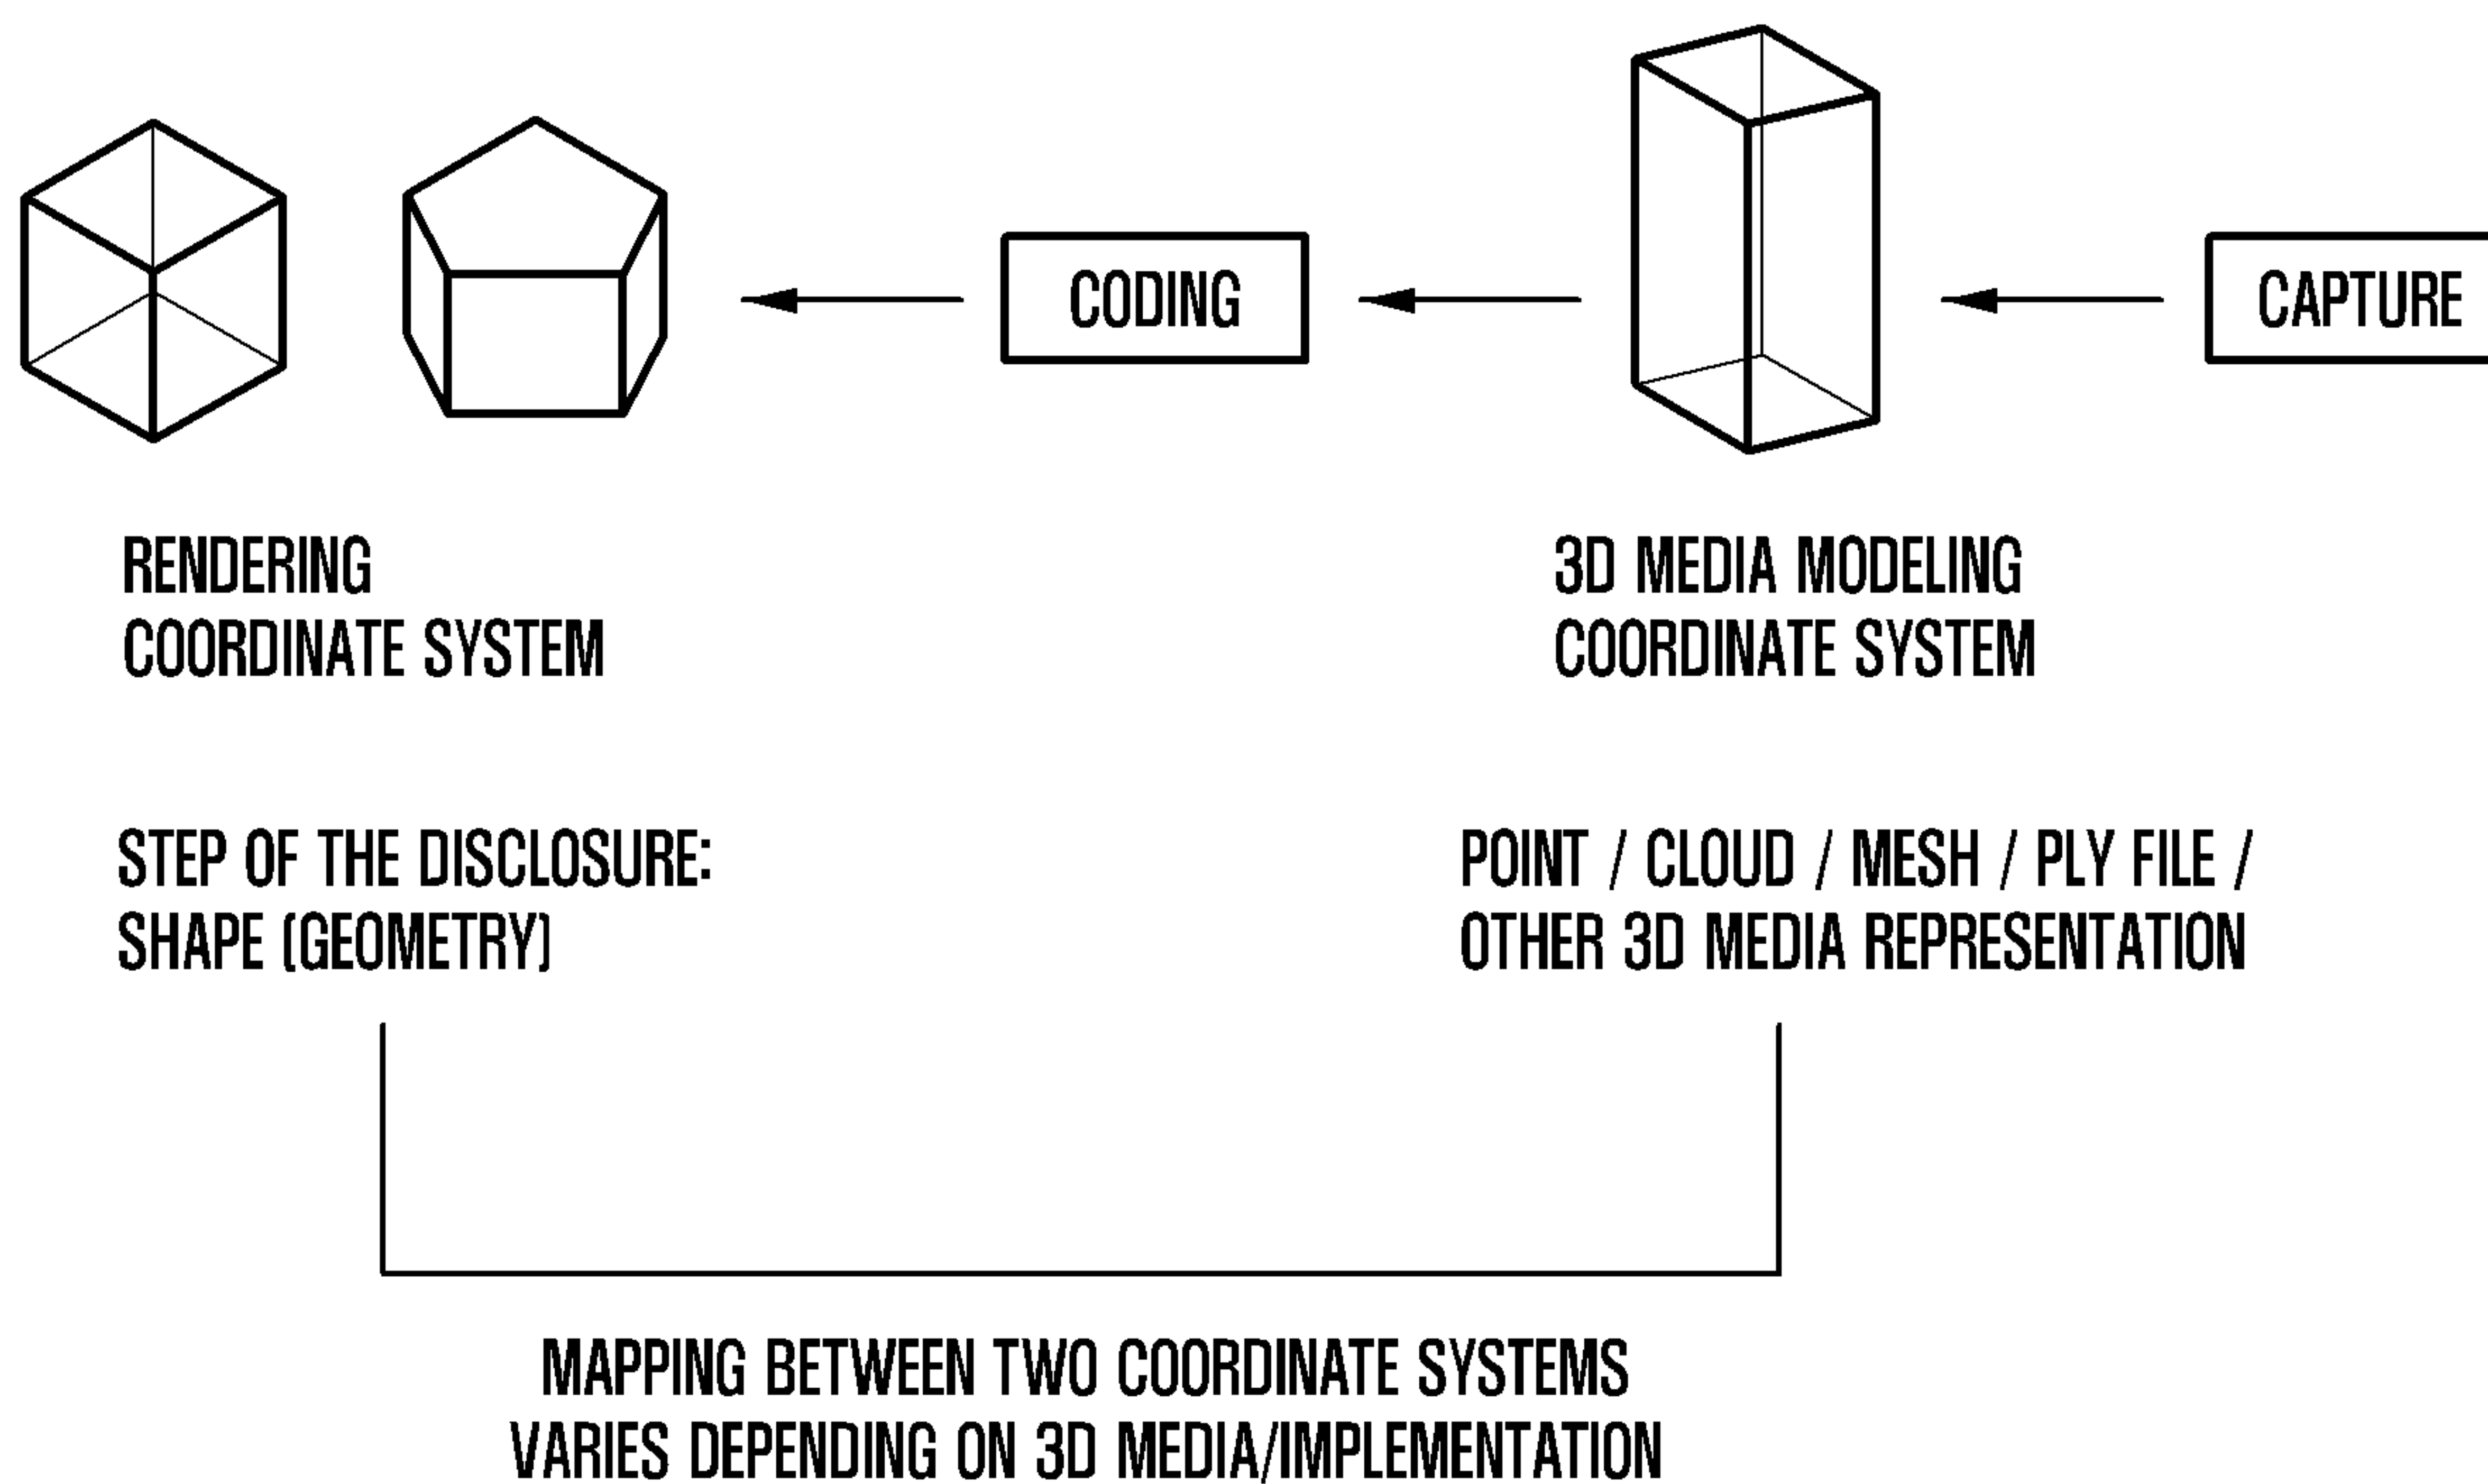 CODING
CAPTURE
RENDERING
COORDINATE SYSTEM
3D MEDIA MODELING
COORDINATE SYSTEM
STEP OF THE DISCLOSURE:
SHAPE (GEOMETRY)
POINT / CLOUD / MESH / PLY FILE /
OTHER 3D MEDIA REPRESENTATION
MAPPING BETWEEN TWO COORDINATE SYSTEMS
VARIES DEPENDING ON 3D MEDIA/IMPLEMENTATION